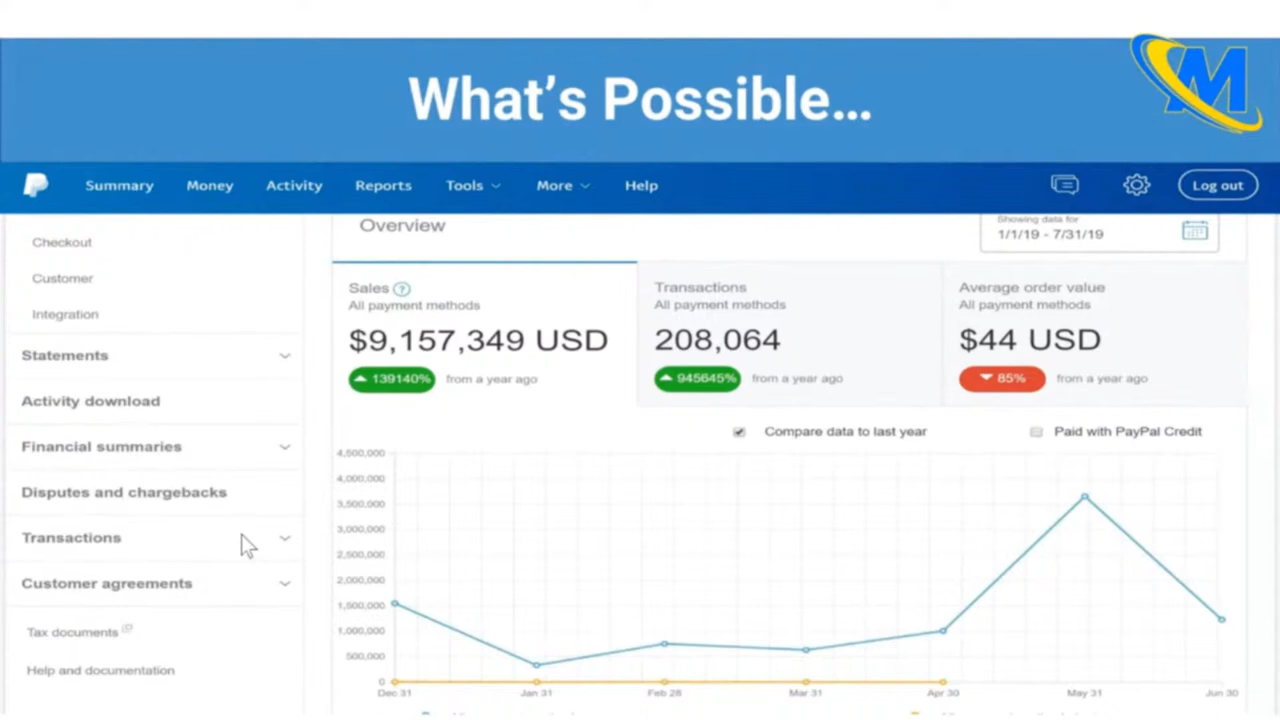 What's Possible...
M
Summary Money Activity Reports Tools More Help Log out
Checkout
Customer
Integration
Statements
Activity download
Financial summaries
Disputes and chargebacks
Transactions
Customer agreements
Tax documents
Help and documentation
Overview
Showing data for
1/1/19 - 7/31/19
Sales ?
All payment methods
$9,157,349 USD
139140% from a year ago
Transactions
All payment methods
208,064
945645% from a year ago
Average order value
All payment methods
$44 USD
85% from a year ago
Compare data to last year
Paid with PayPal Credit
4,500,000
4,000,000
3,500,000
3,000,000
2,500,000
2,000,000
1,500,000
1,000,000
500,000
0
Dec 31 Jan 31 Feb 28 Mar 31 Apr 30 May 31 Jun 30